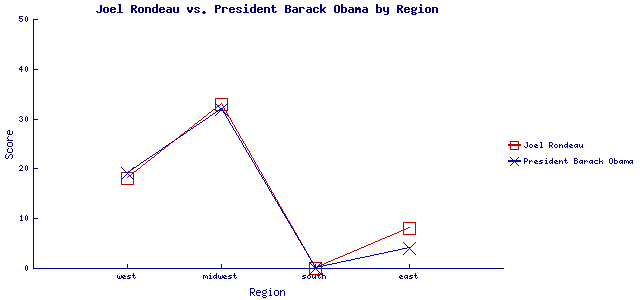 Joel Rondeau vs. President Barack Obama by Region
50
40
30
20
10
0
Score
west midwest south east
Region
Joel Rondeau
President Barack Obama